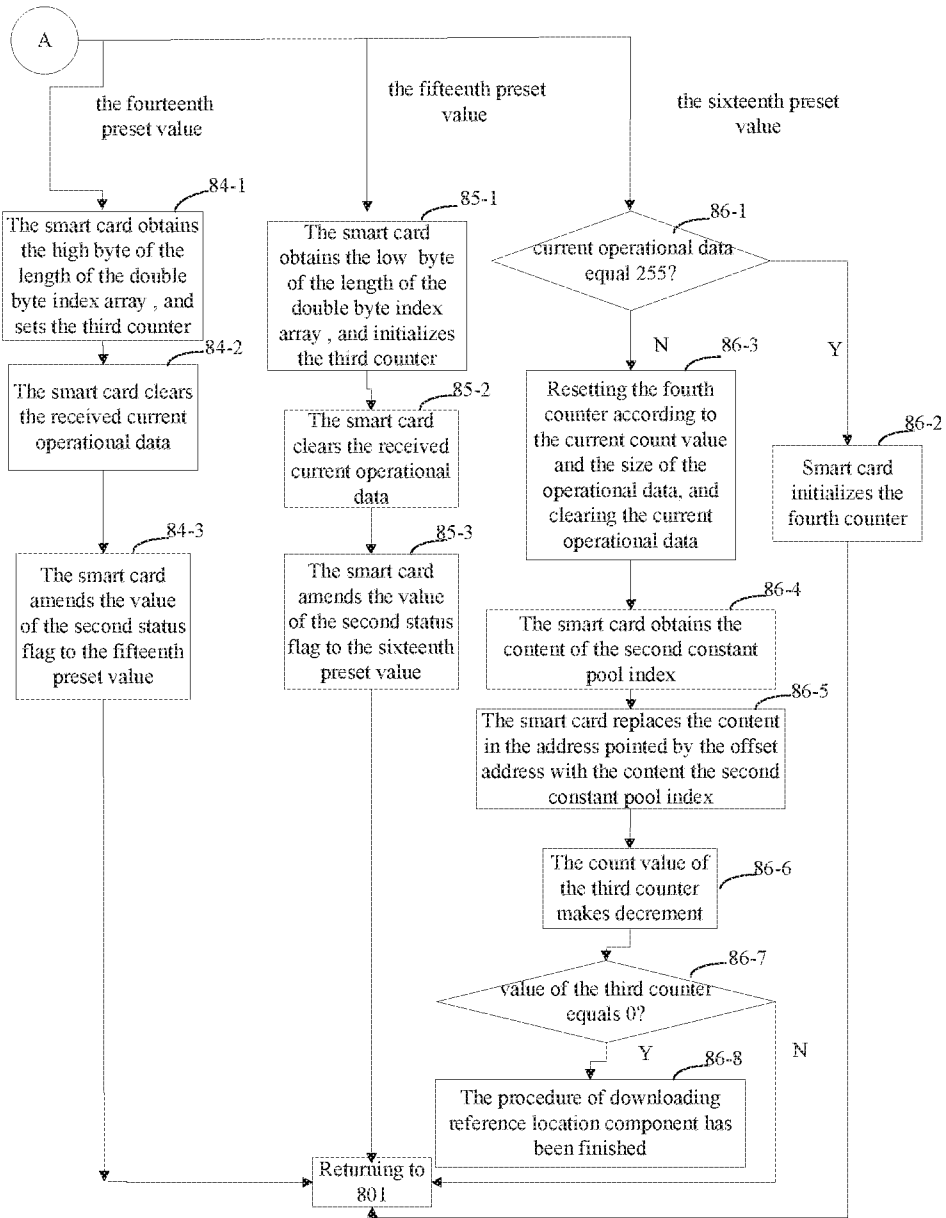 A
the fourteenth
preset value
the fifteenth preset
value
the sixteenth preset
value
84-1
The smart card obtains
the high byte of the
length of the double
byte index array , and
sets the third counter
84-2
The smart card clears
the received current
operational data
84-3
The smart card
amends the value
of the second status
flag to the fifteenth
preset value
85-1
The smart card
obtains the low byte
of the length of the
double byte index
array , and initializes
the third counter
85-2
The smart card
clears the received
current operational
data
85-3
The smart card
amends the value
of the second status
flag to the sixteenth
preset value
86-1
current operational data
equal 255?
N
Y
86-3
Resetting the fourth
counter according to
the current count value
and the size of the
operational data, and
clearing the current
operational data
86-2
Smart card
initializes the
fourth counter
86-4
The smart card obtains the
content of the second constant
pool index
86-5
The smart card replaces the content
in the address pointed by the offset
address with the content the second
constant pool index
86-6
The count value of
the third counter
makes decrement
86-7
value of the third counter
equals 0?
Y
N
86-8
The procedure of downloading
reference location component has
been finished
Returning to
801